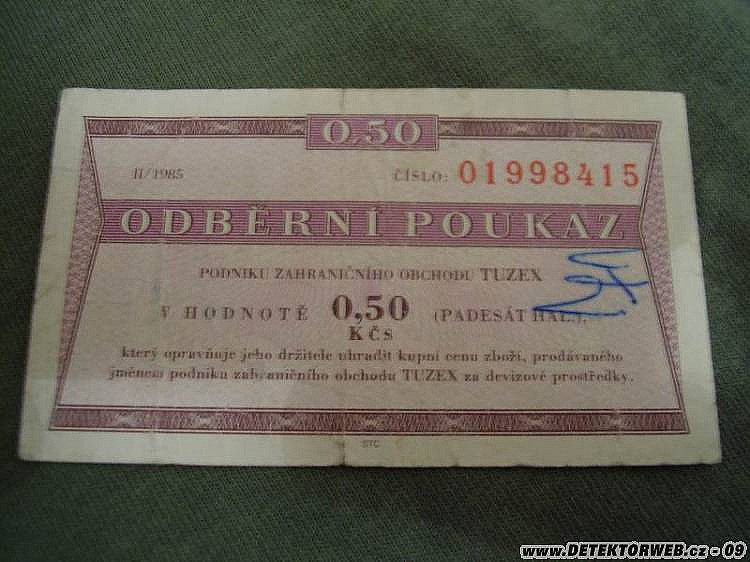 0,50
II/1985 ČÍSLO: 01998415
ODBĚRNÍ POUKAZ
PODNIKU ZAHRANIČNÍHO OBCHODU TUZEX
V HODNOTĚ 0,50 (PADESÁT HAL.),
KČS
který opravňuje jeho držitele uhradit kupní cenu zboží, prodávaného
jménem podniku zahraničního obchodu TUZEX za devizové prostředky.
STC
www.DETEKTORWEB.cz - 09